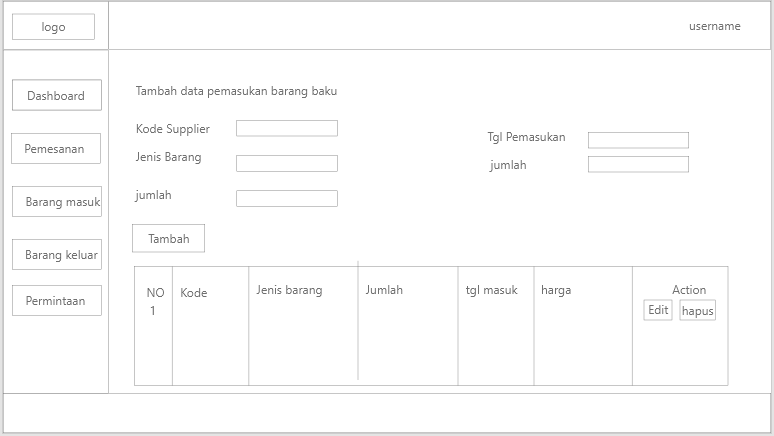 logo
username
Dashboard
Pemesanan
Barang masuk
Barang keluar
Permintaan
Tambah data pemasukan barang baku
Kode Supplier
Jenis Barang
jumlah
Tgl Pemasukan
jumlah
Tambah
NO Kode Jenis barang Jumlah tgl masuk harga Action
1 Edit hapus